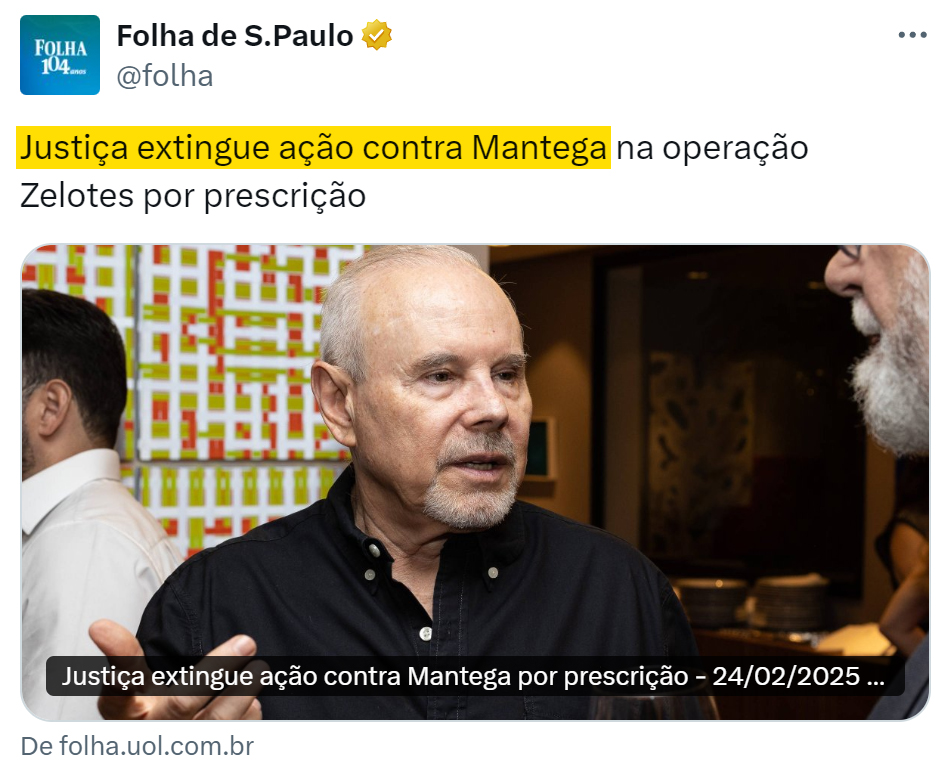 FOLHA
104 anos
Folha de S.Paulo
@folha
Justiça extingue ação contra Mantega na operação
Zelotes por prescrição
Justiça extingue ação contra Mantega por prescrição - 24/02/2025 ...
De folha.uol.com.br